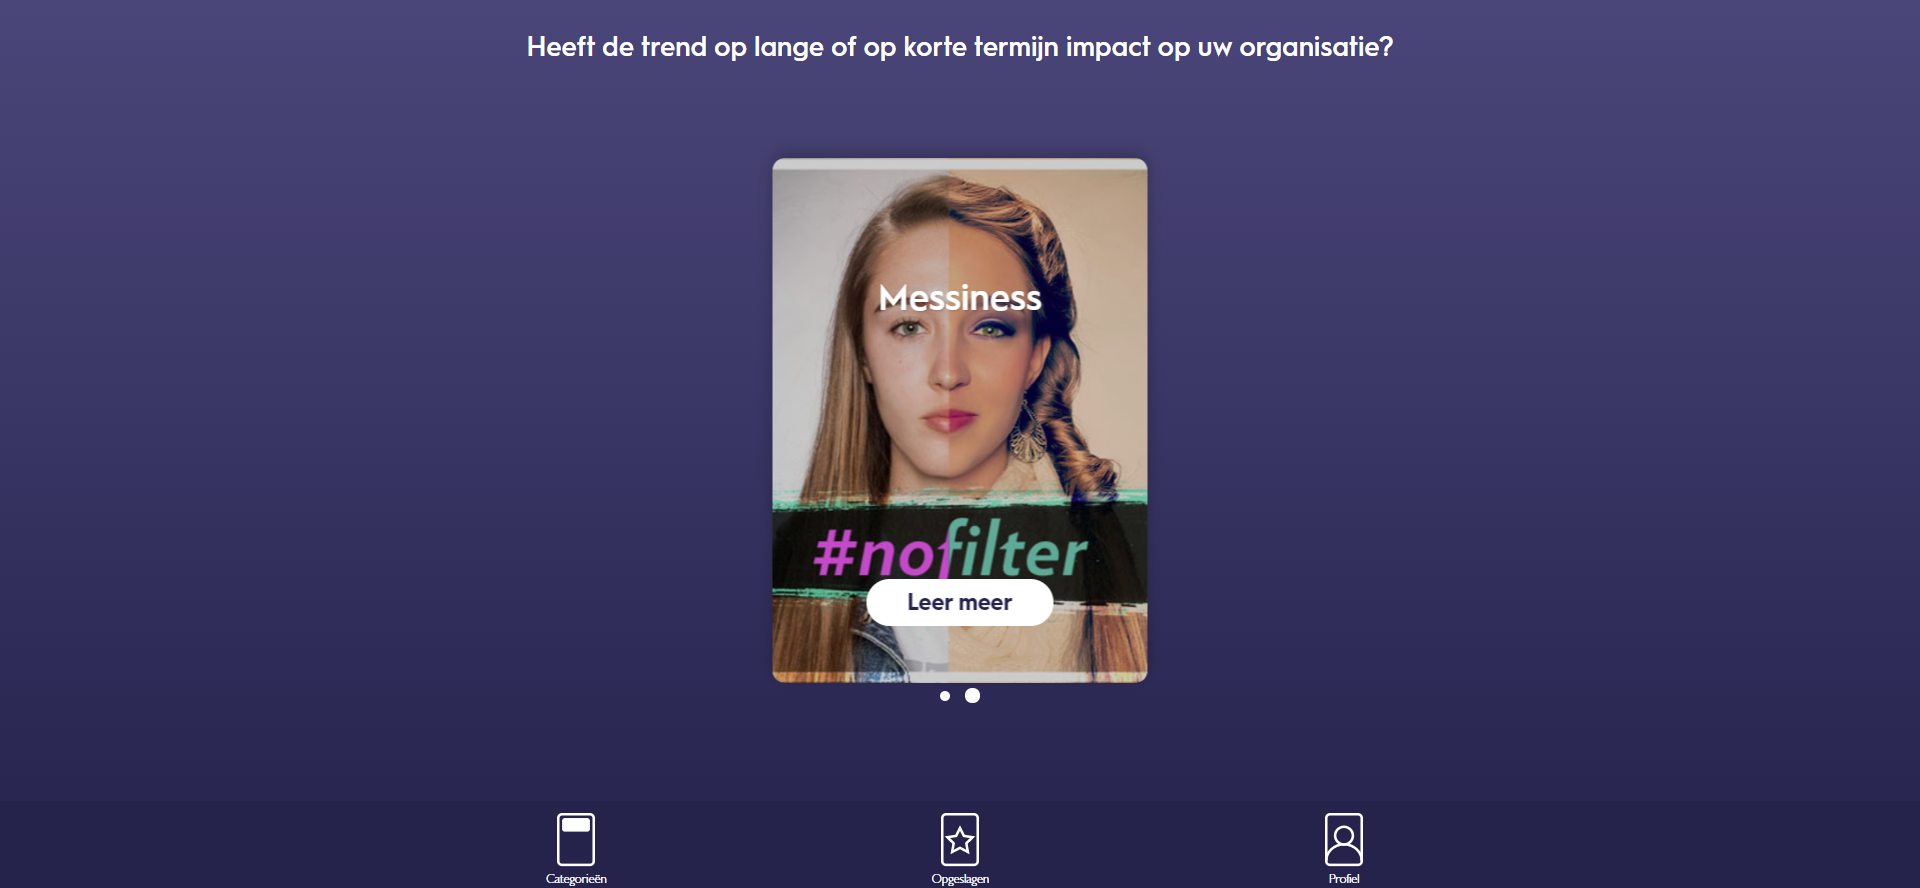 Heeft de trend op lange of op korte termijn impact op uw organisatie?
Messiness
#nofilter
Leer meer
Categorieën
Opgeslagen
Profiel